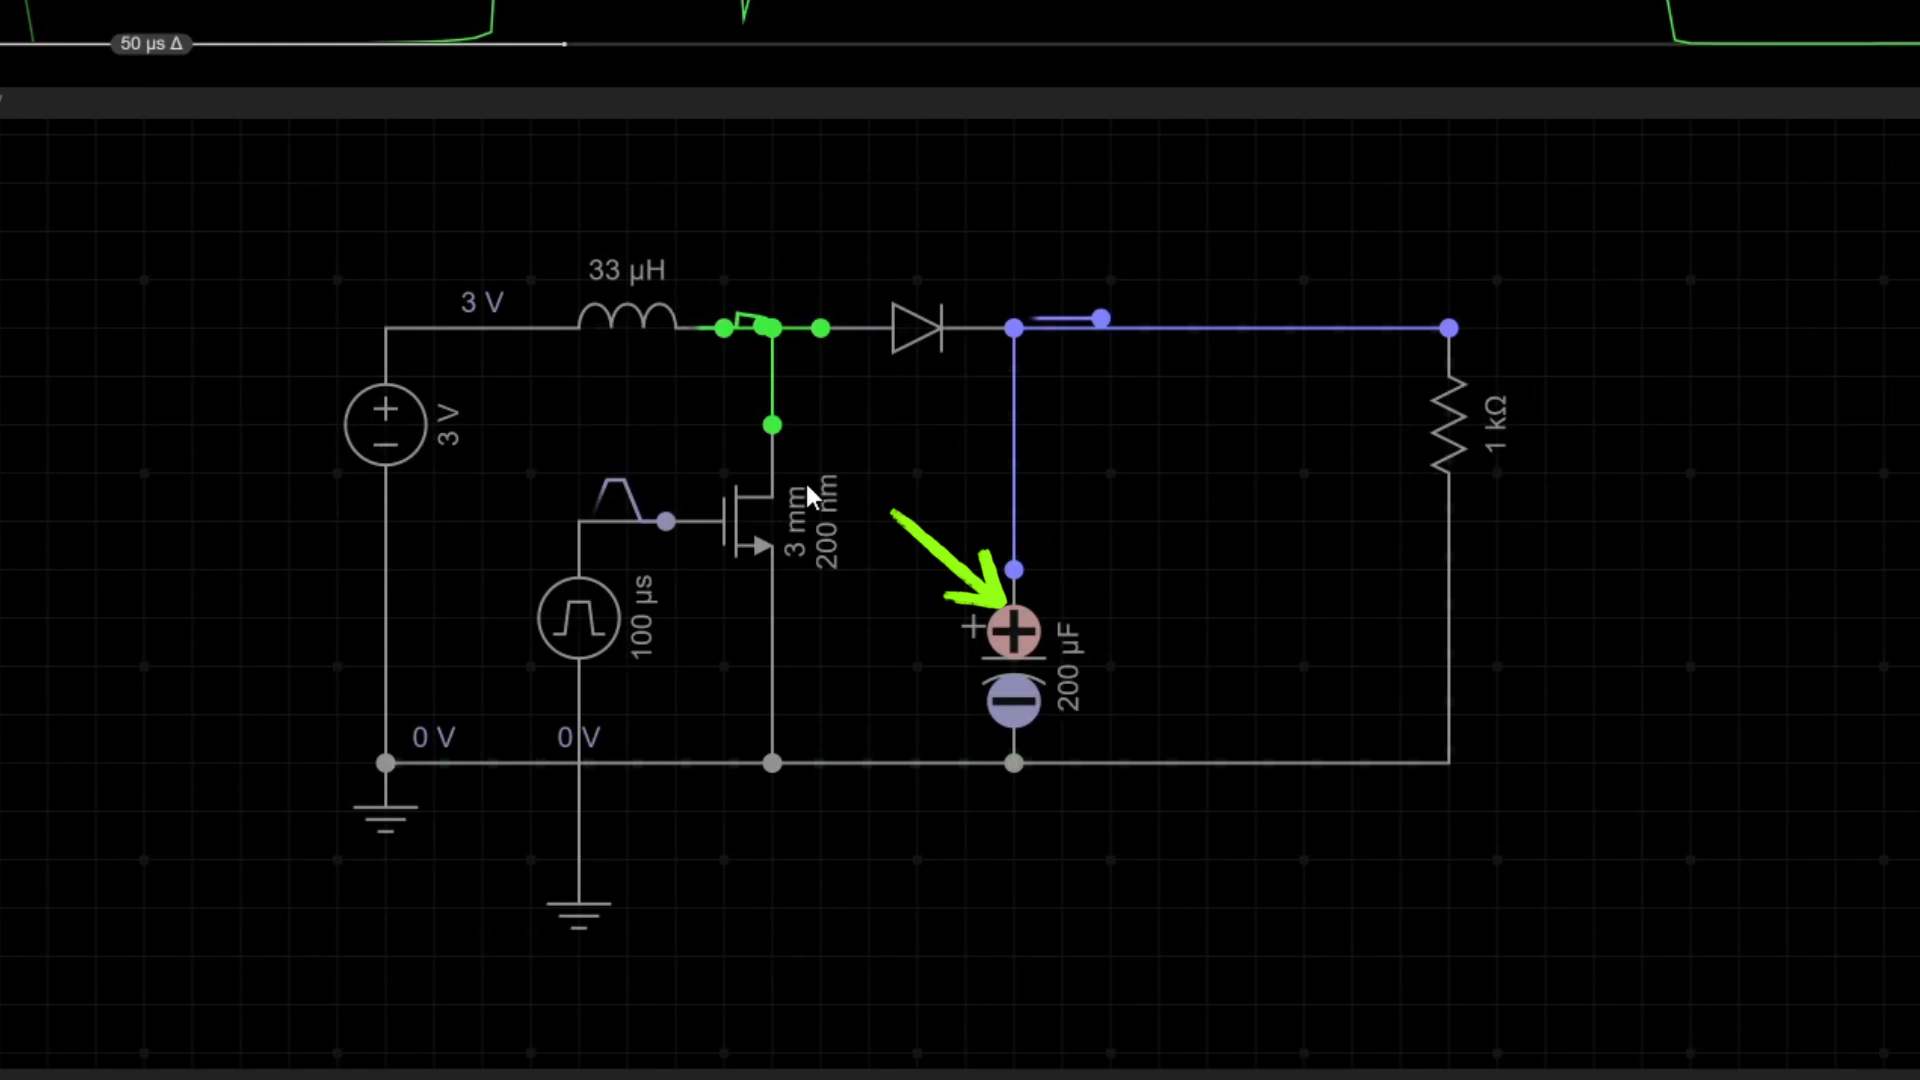 50 µs Δ
33 µH
3 V
3 V
1 kΩ
3 mm
200 nm
100 µs
200 µF
0 V
0 V